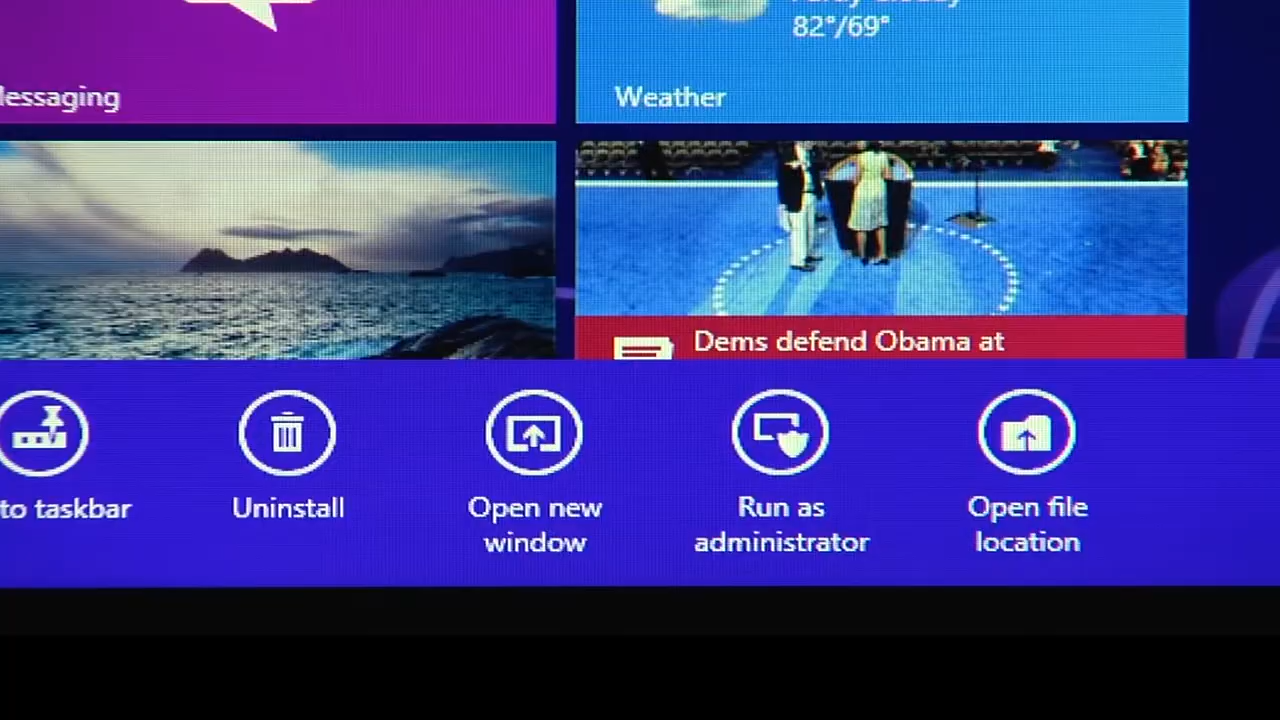 82°/69°
Messaging
Weather
Dems defend Obama at
to taskbar
Uninstall
Open new
window
Run as
administrator
Open file
location